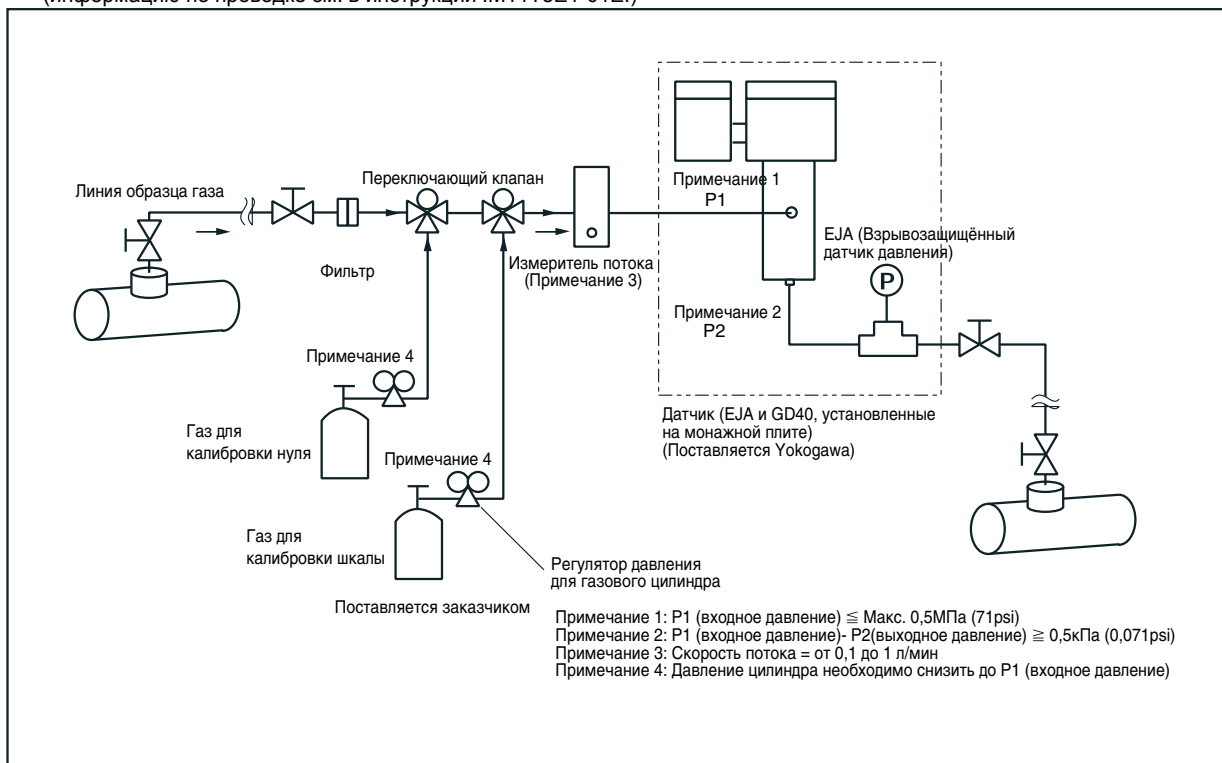 Линия образца газа
Переключающий клапан
Фильтр
Измеритель потока
(Примечание 3)
Примечание 1
P1
EJA (Взрывозащищённый
датчик давления)
P
Примечание 2
P2
Примечание 4
Газ для
калибровки нуля
Примечание 4
Газ для
калибровки шкалы
Датчик (EJA и GD40, установленные
на монажной плите)
(Поставляется Yokogawa)
Регулятор давления
для газового цилиндра
Поставляется заказчиком
Примечание 1: P1 (входное давление) ≦ Макс. 0,5МПа (71psi)
Примечание 2: P1 (входное давление)- P2(выходное давление) ≧ 0,5кПа (0,071psi)
Примечание 3: Скорость потока = от 0,1 до 1 л/мин
Примечание 4: Давление цилиндра необходимо снизить до P1 (входное давление)